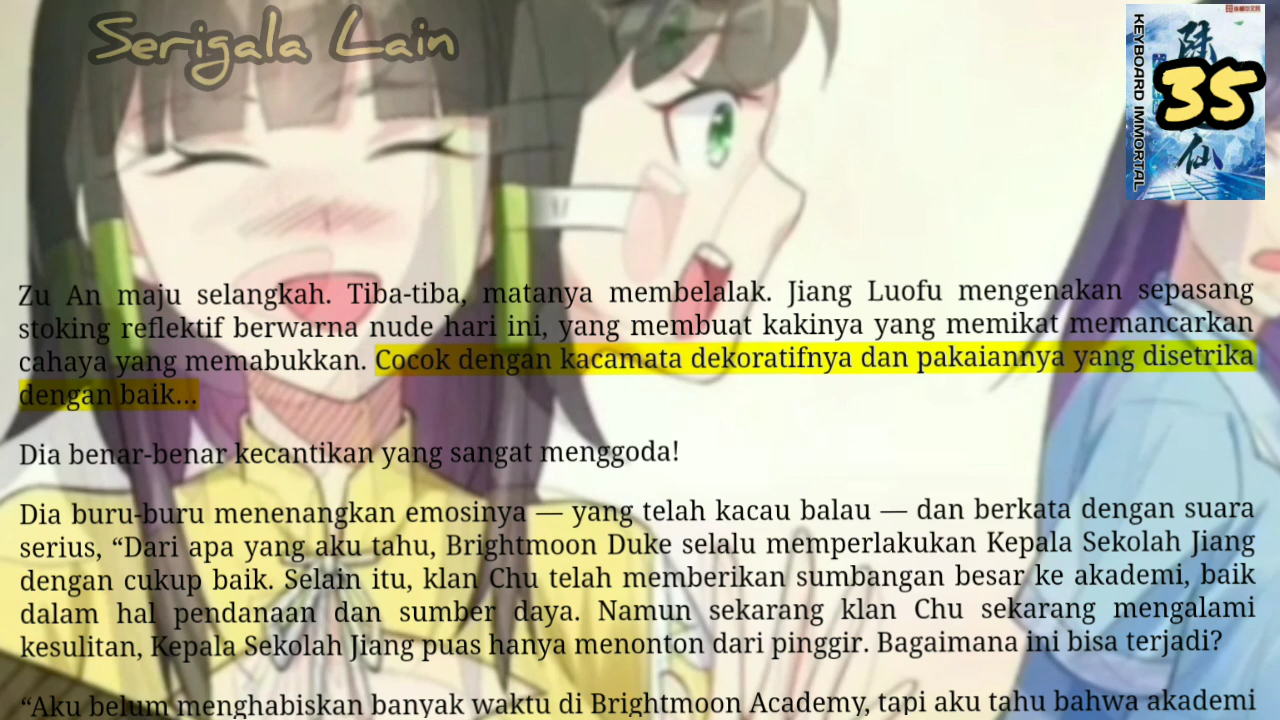 Serigala Lain
KEYBOARD IMMORTAL
35
仙
Zu An maju selangkah. Tiba-tiba, matanya membelalak. Jiang Luofu mengenakan sepasang
stoking reflektif berwarna nude hari ini, yang membuat kakinya yang memikat memancarkan
cahaya yang memabukkan. Cocok dengan kacamata dekoratifnya dan pakaiannya yang disetrika
dengan baik...
Dia benar-benar kecantikan yang sangat menggoda!
Dia buru-buru menenangkan emosinya — yang telah kacau balau — dan berkata dengan suara
serius, “Dari apa yang aku tahu, Brightmoon Duke selalu memperlakukan Kepala Sekolah Jiang
dengan cukup baik. Selain itu, klan Chu telah memberikan sumbangan besar ke akademi, baik
dalam hal pendanaan dan sumber daya. Namun sekarang klan Chu sekarang mengalami
kesulitan, Kepala Sekolah Jiang puas hanya menonton dari pinggir. Bagaimana ini bisa terjadi?
“Aku belum menghabiskan banyak waktu di Brightmoon Academy, tapi aku tahu bahwa akademi